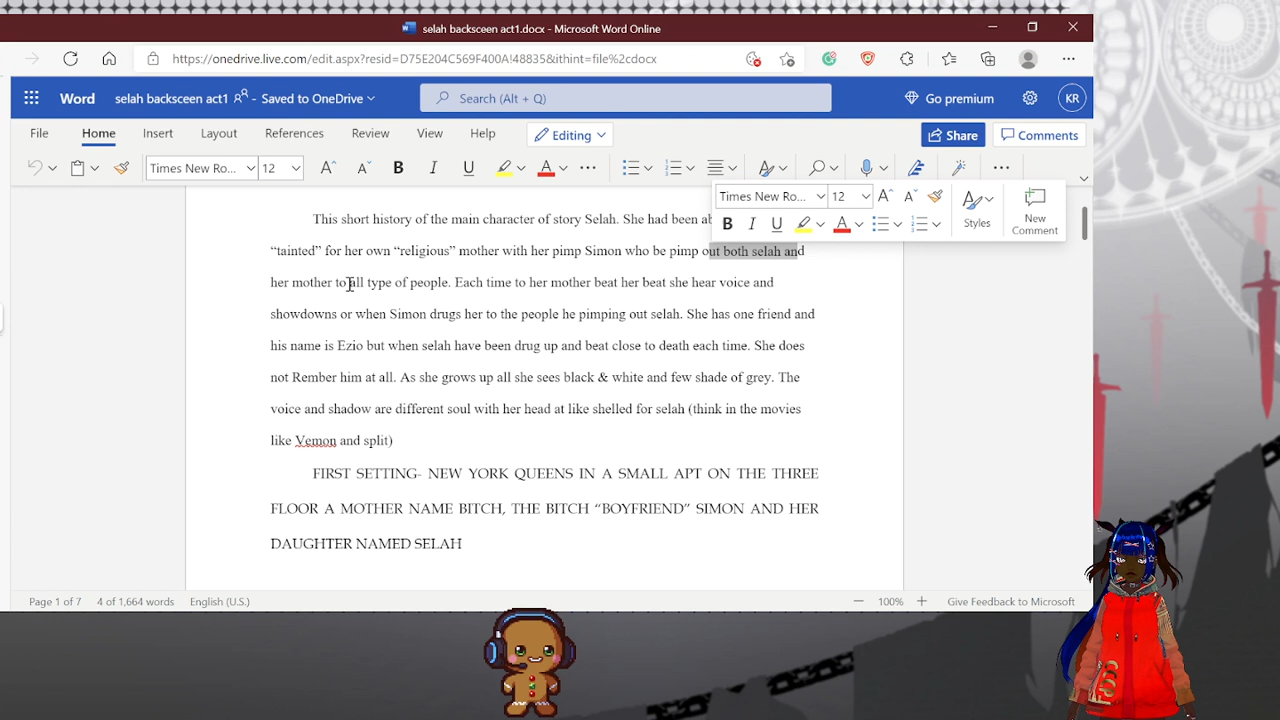 selah backsceen act1.docx - Microsoft Word Online
https://onedrive.live.com/edit.aspx?resid=D75E204C569F400A!48835&ithint=file%2cdocx
Word selah backsceen act1 - Saved to OneDrive Search (Alt + Q) Go premium KR
File Home Insert Layout References Review View Help Editing Share Comments
Times New Ro... 12 B I U A
Times New Ro... 12 B I U A Styles New Comment
This short history of the main character of story Selah. She had been
“tainted” for her own “religious” mother with her pimp Simon who be pimp out both selah and
her mother to all type of people. Each time to her mother beat her beat she hear voice and
showdowns or when Simon drugs her to the people he pimping out selah. She has one friend and
his name is Ezio but when selah have been drug up and beat close to death each time. She does
not Rember him at all. As she grows up all she sees black & white and few shade of grey. The
voice and shadow are different soul with her head at like shelled for selah (think in the movies
like Vemon and split)
FIRST SETTING- NEW YORK QUEENS IN A SMALL APT ON THE THREE
FLOOR A MOTHER NAME BITCH, THE BITCH “BOYFRIEND” SIMON AND HER
DAUGHTER NAMED SELAH
Page 1 of 7 4 of 1,664 words English (U.S.) 100% Give Feedback to Microsoft